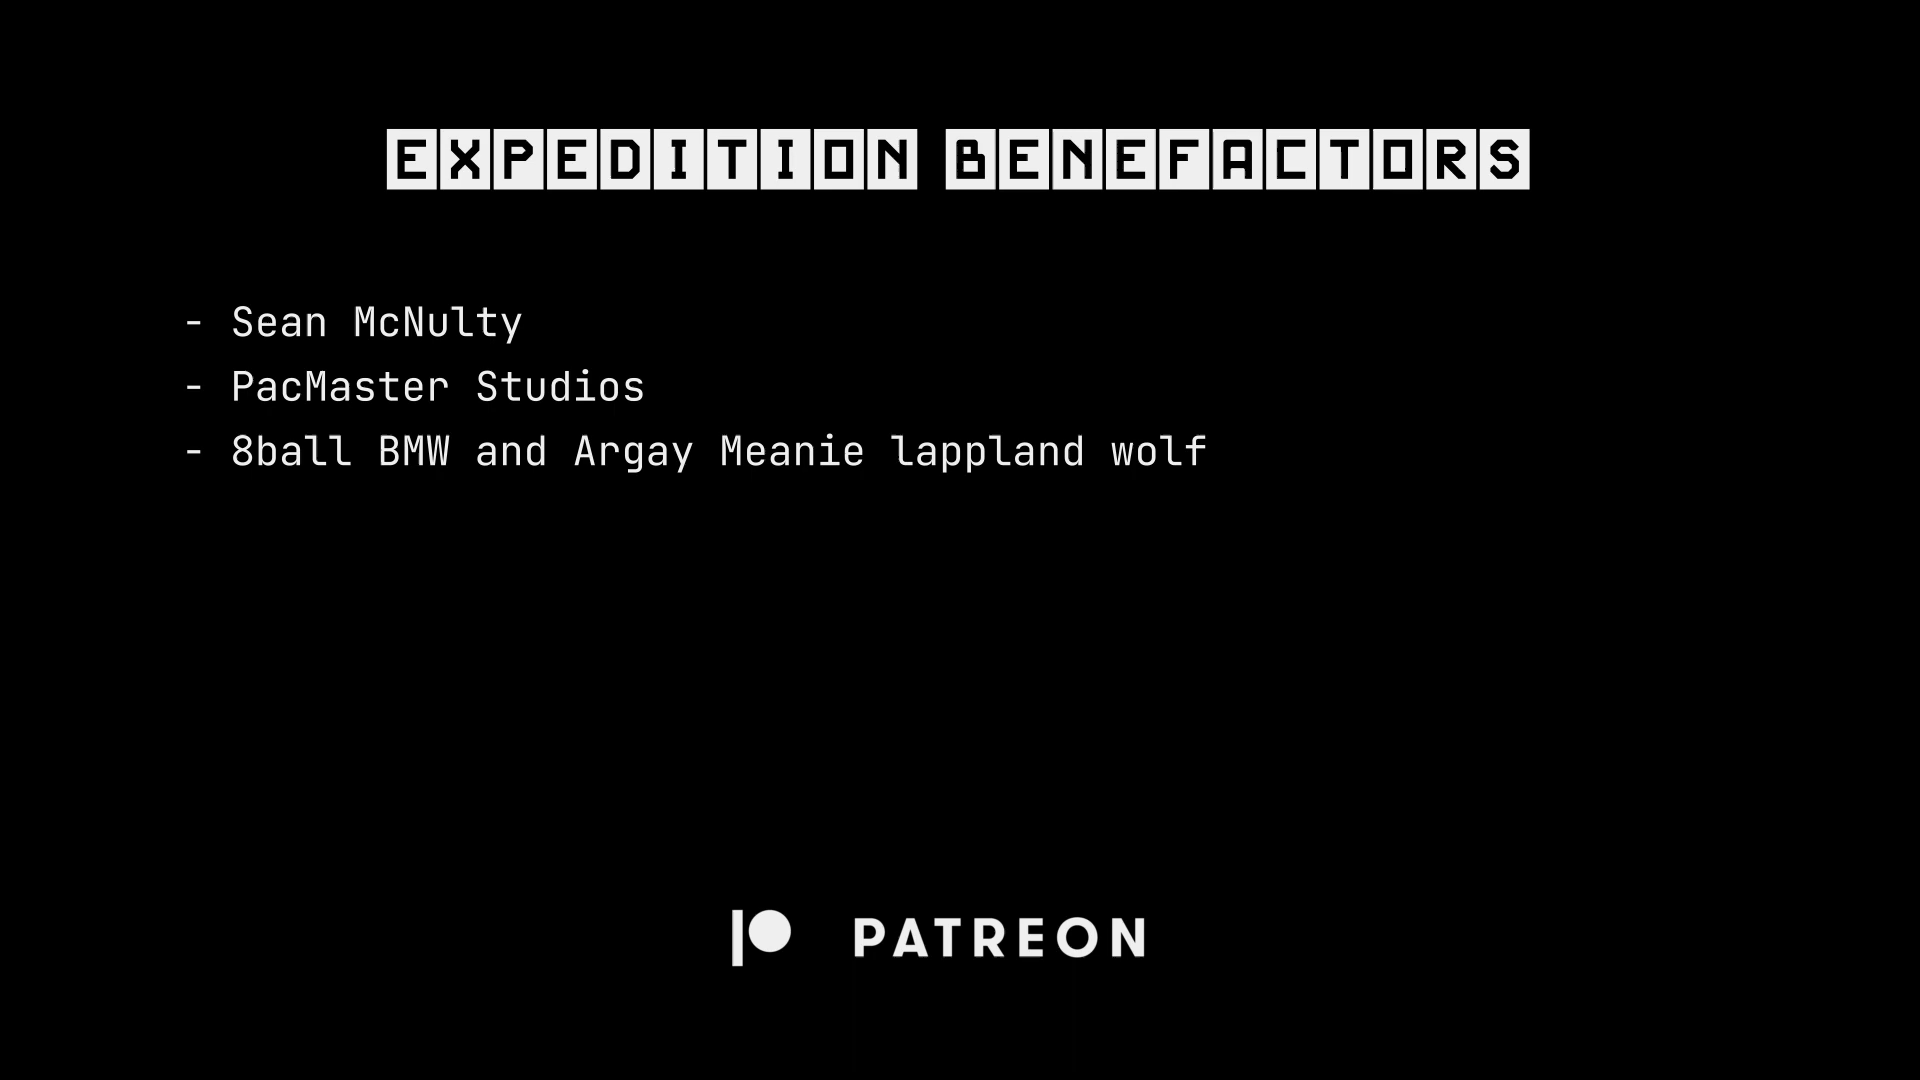 EXPEDITION BENEFACTORS
- Sean McNulty
- PacMaster Studios
- 8ball BMW and Argay Meanie lappland wolf
PATREON